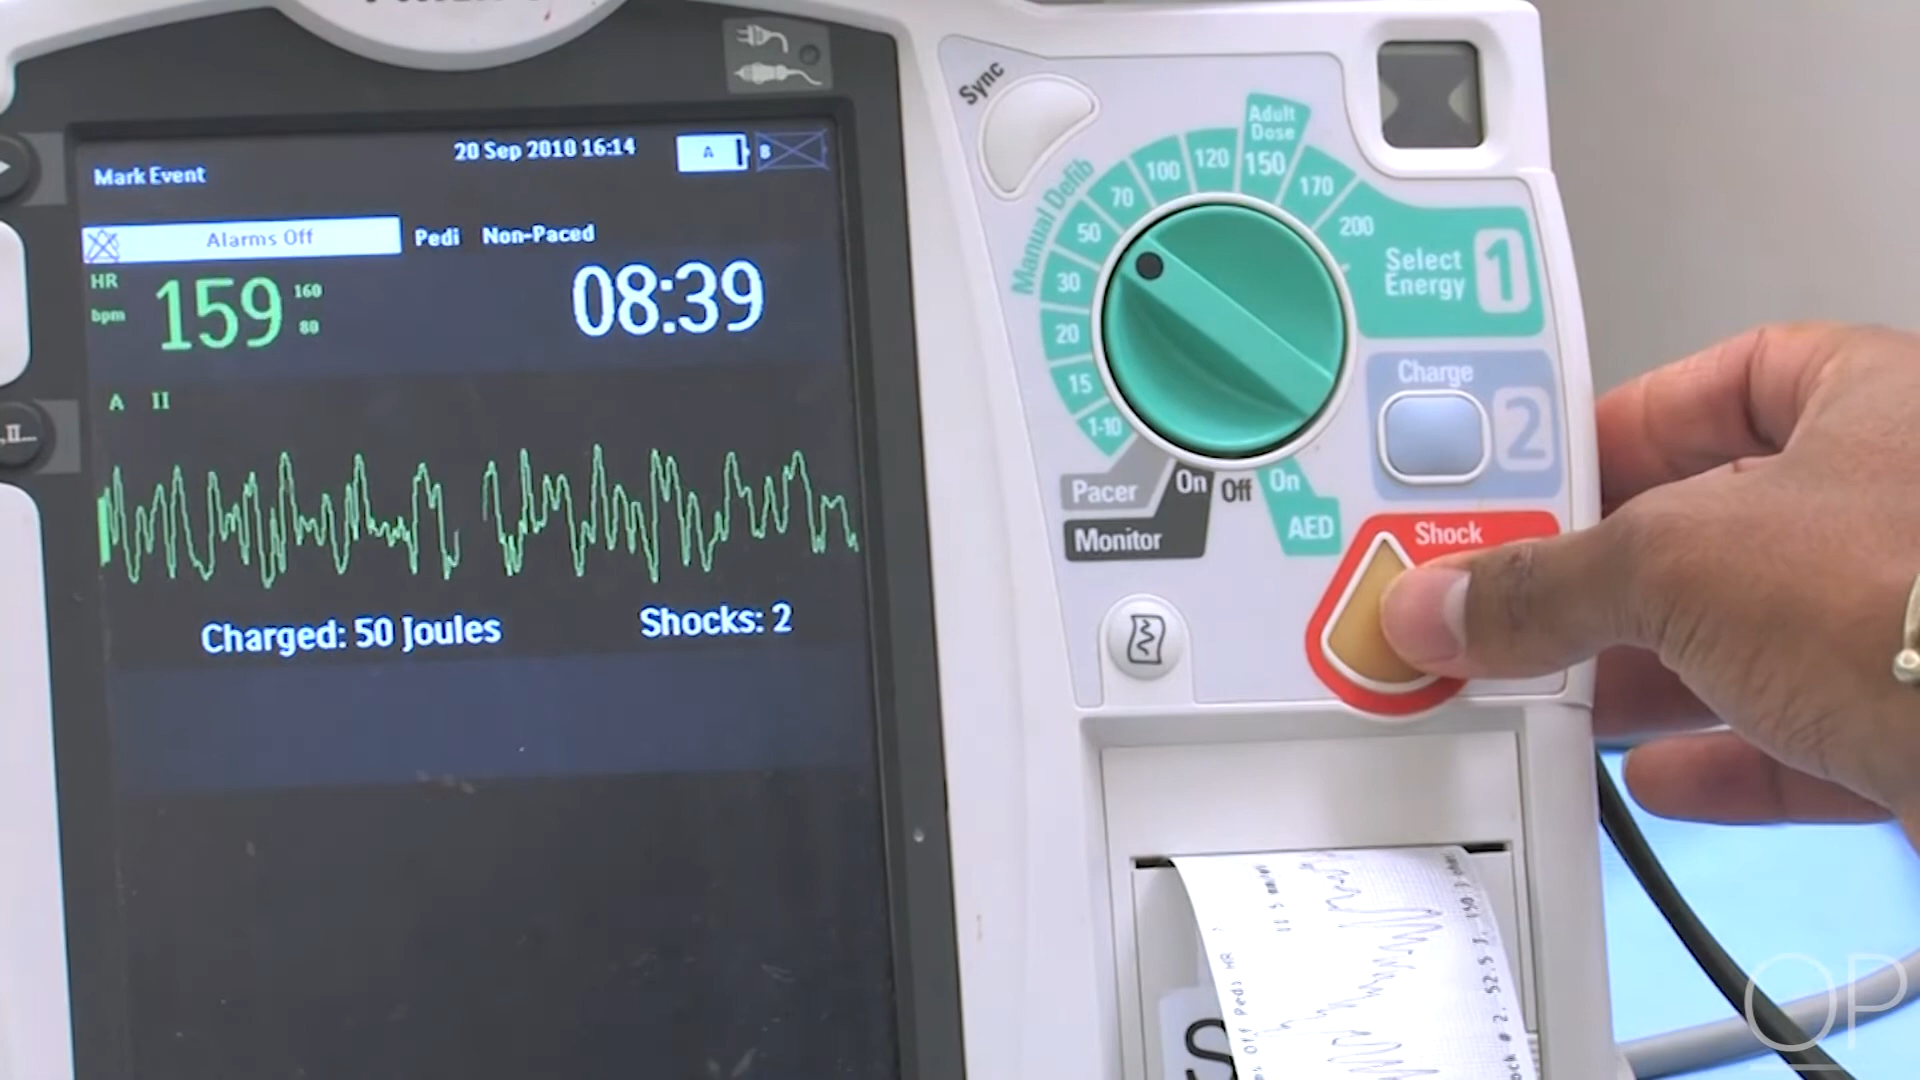 20 Sep 2010 16:14
A
B
Mark Event
Alarms Off Pedi Non-Paced
HR
bpm
159
160
80
08:39
A II
Charged: 50 Joules
Shocks: 2
Sync
Manual Defib
1-10
15
20
30
50
70
100
120
Adult
Dose
150
170
200
Select
Energy
1
Charge
2
Pacer
Monitor
On
Off
On
AED
Shock
OP